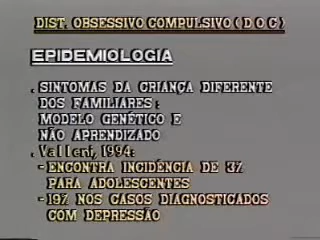 DIST. OBSESSIVO COMPULSIVO ( D O C )
EPIDEMIOLOGIA
. SINTOMAS DA CRIANÇA DIFERENTE
DOS FAMILIARES :
MODELO GENÉTICO E
NÃO APRENDIZADO
. Valleni, 1994:
- ENCONTRA INCIDÊNCIA DE 3%
PARA ADOLESCENTES
- 19% NOS CASOS DIAGNOSTICADOS
COM DEPRESSÃO